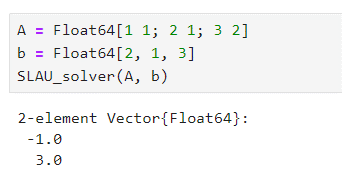 A = Float64[1 1; 2 1; 3 2]
b = Float64[2, 1, 3]
SLAU_solver(A, b)
2-element Vector{Float64}:
 -1.0
  3.0